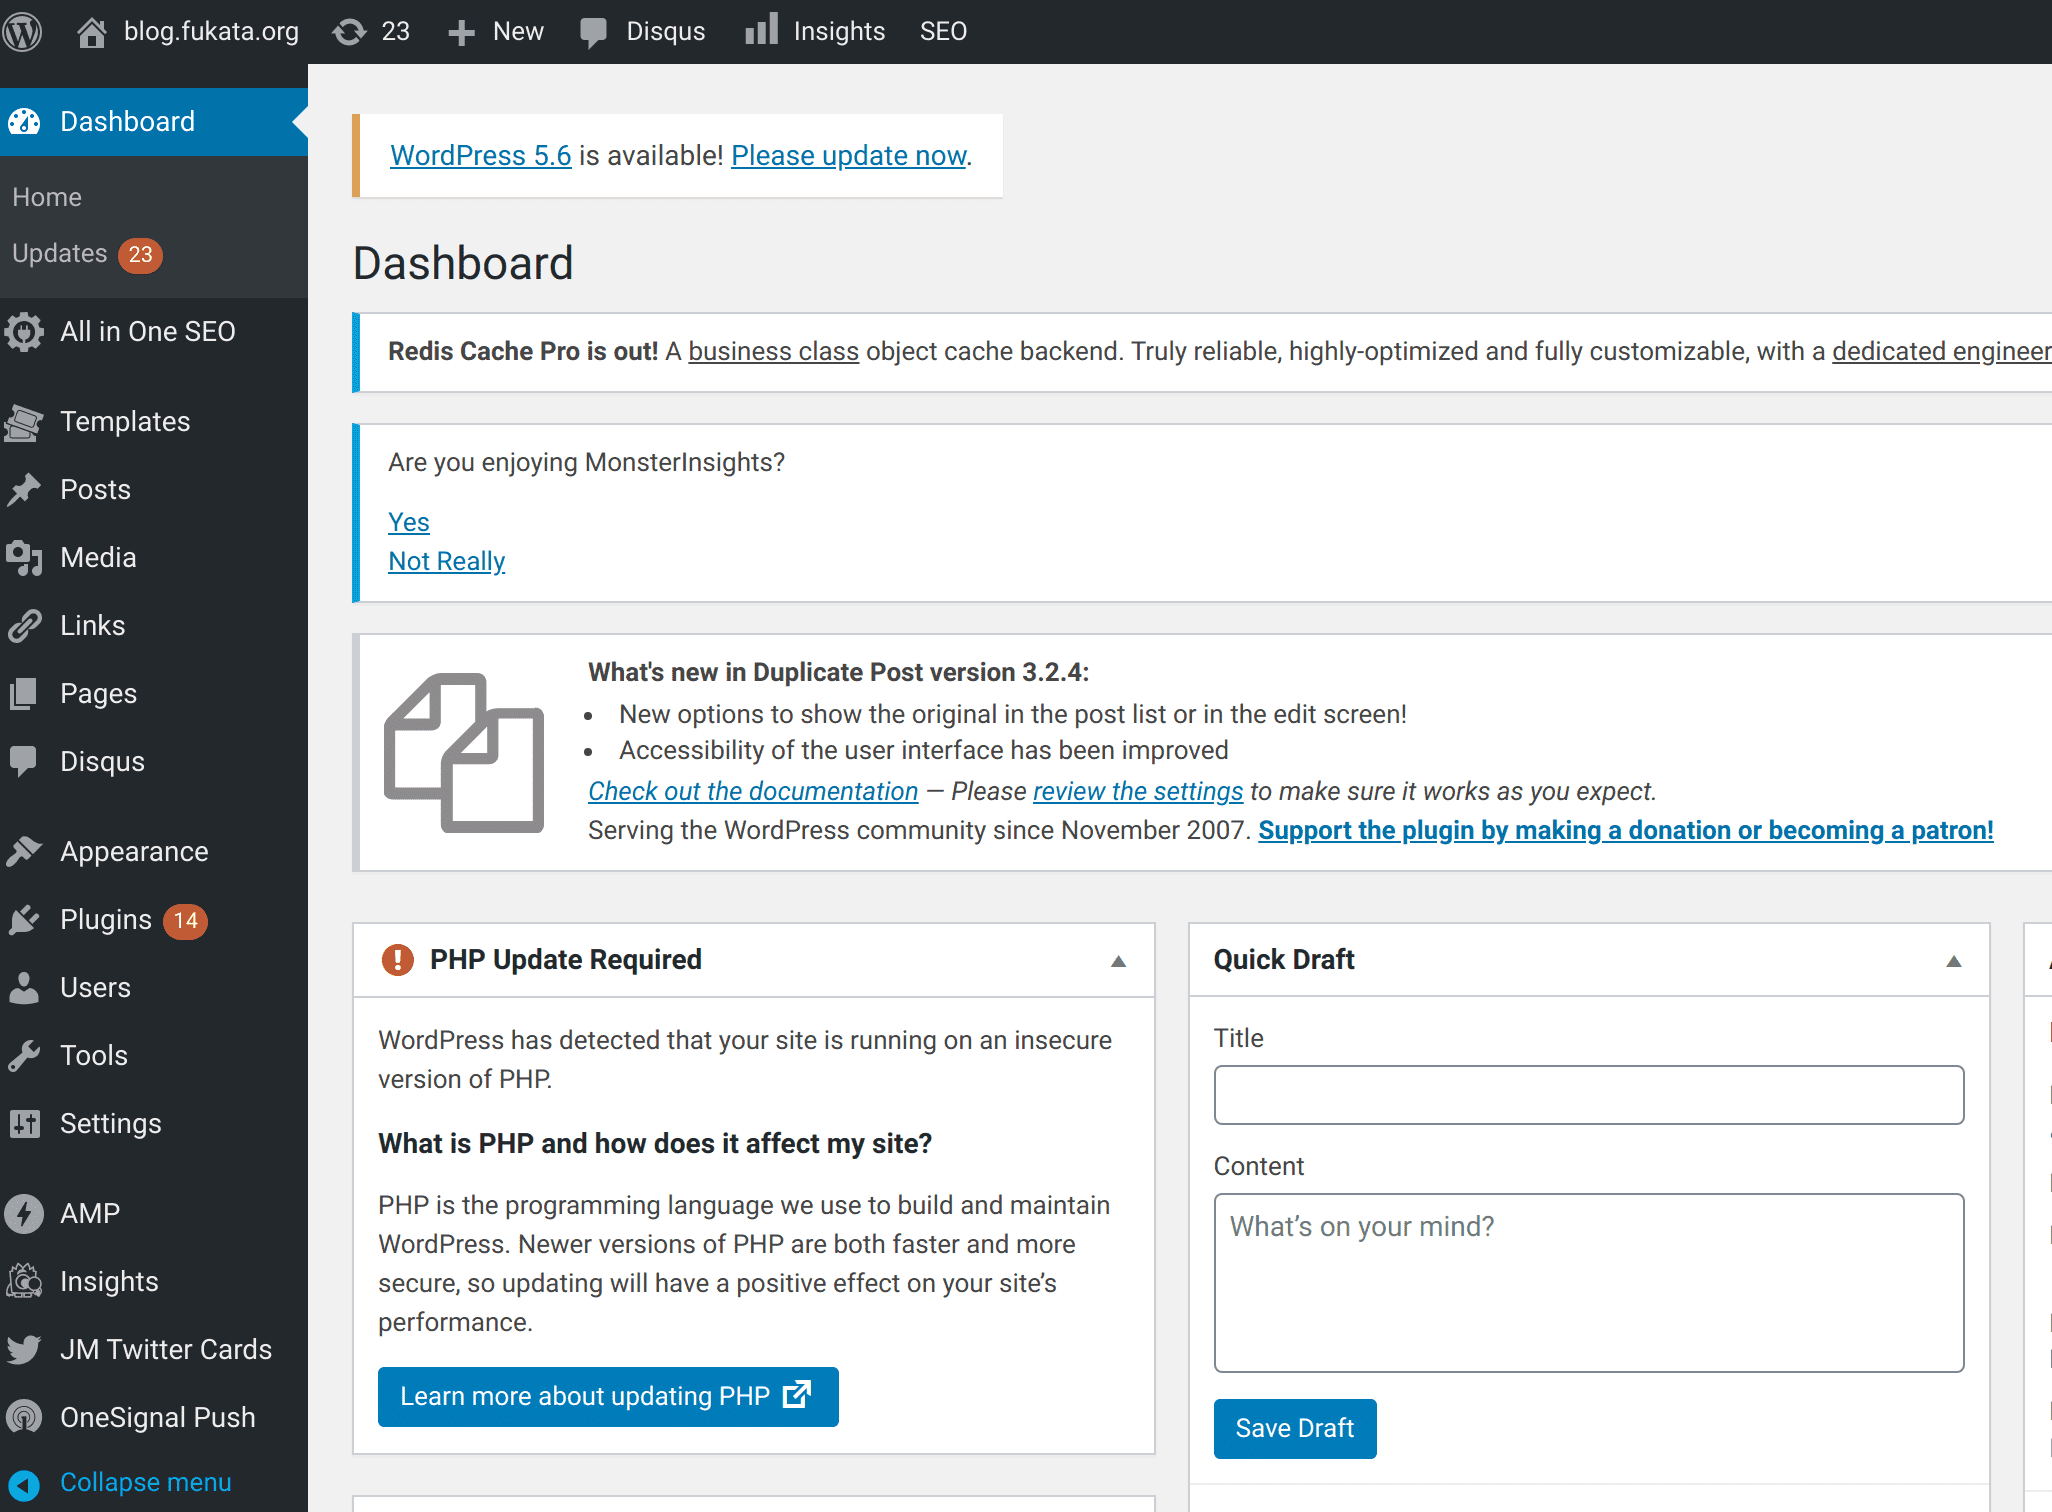 blog.fukata.org 23 New Disqus Insights SEO
Dashboard
Home
Updates 23
All in One SEO
Templates
Posts
Media
Links
Pages
Disqus
Appearance
Plugins 14
Users
Tools
Settings
AMP
Insights
JM Twitter Cards
OneSignal Push
Collapse menu
WordPress 5.6 is available! Please update now.
Dashboard
Redis Cache Pro is out! A business class object cache backend. Truly reliable, highly-optimized and fully customizable, with a dedicated engineer
Are you enjoying MonsterInsights?
Yes
Not Really
What's new in Duplicate Post version 3.2.4:
• New options to show the original in the post list or in the edit screen!
• Accessibility of the user interface has been improved
Check out the documentation — Please review the settings to make sure it works as you expect.
Serving the WordPress community since November 2007. Support the plugin by making a donation or becoming a patron!
PHP Update Required
WordPress has detected that your site is running on an insecure
version of PHP.
What is PHP and how does it affect my site?
PHP is the programming language we use to build and maintain
WordPress. Newer versions of PHP are both faster and more
secure, so updating will have a positive effect on your site’s
performance.
Learn more about updating PHP
Quick Draft
Title
Content
What’s on your mind?
Save Draft